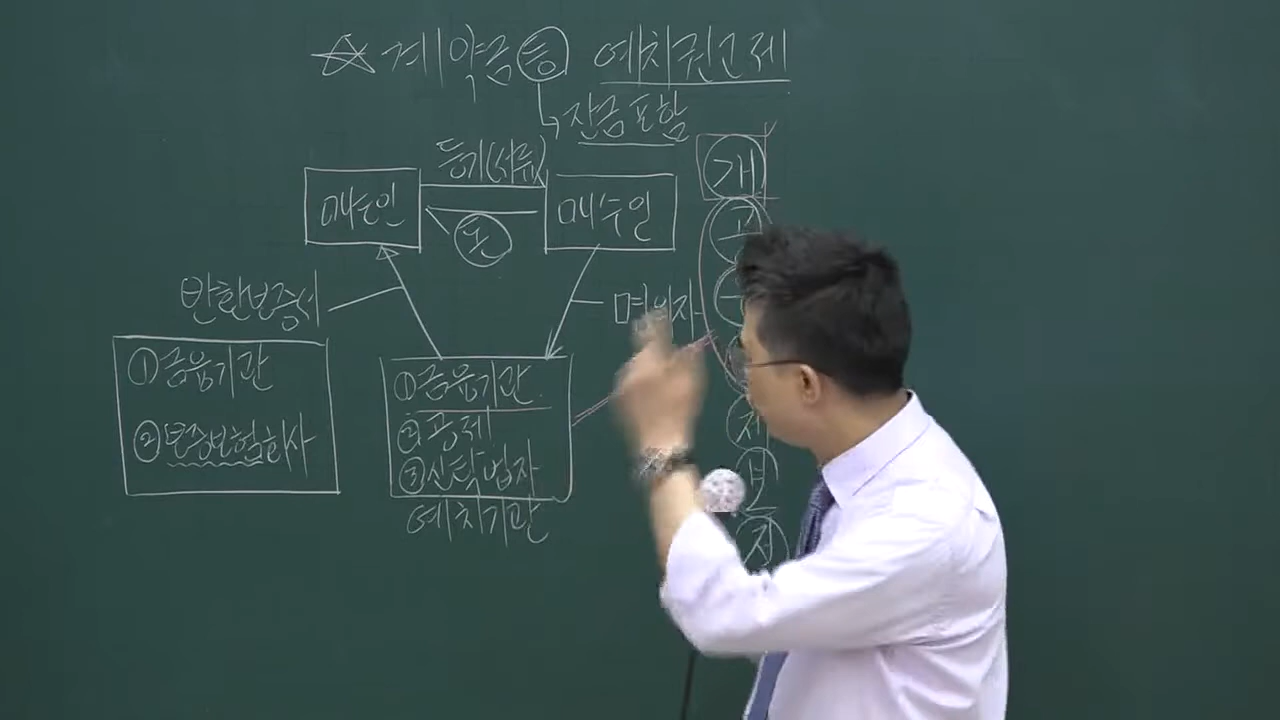 ☆ 계약금등 예치권고제
잔금포함
등기(서류)
매도인
매수인
돈
반환보증서
명의자
① 금융기관
② 보증보험회사
① 금융기관
② 공제
③ 신탁업자
예치기관
개
공
전